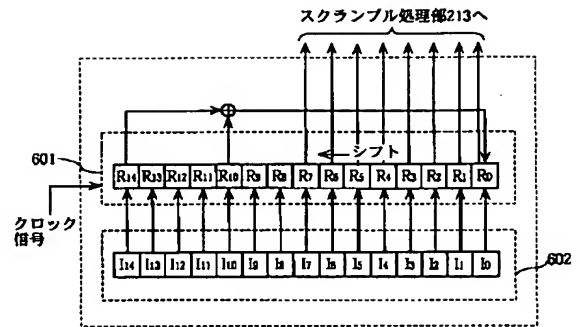 スクランブル処理部213へ
601
シフト
R14 R13 R12 R11 R10 R9 R8 R7 R6 R5 R4 R3 R2 R1 R0
クロック
信号
I14 I13 I12 I11 I10 I9 I8 I7 I6 I5 I4 I3 I2 I1 I0
602